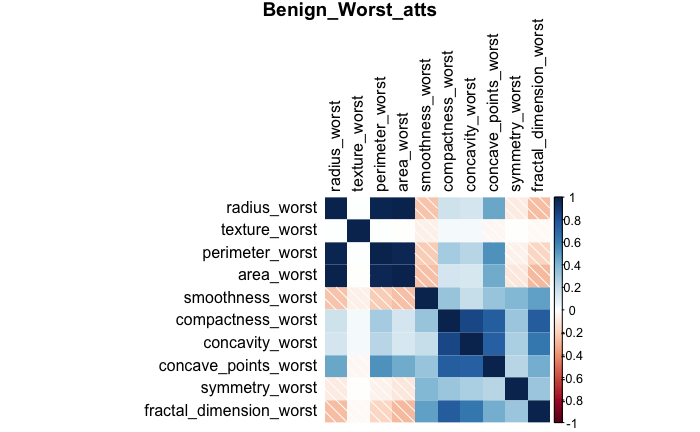 Benign_Worst_atts
radius_worst
texture_worst
perimeter_worst
area_worst
smoothness_worst
compactness_worst
concavity_worst
concave_points_worst
symmetry_worst
fractal_dimension_worst
radius_worst
texture_worst
perimeter_worst
area_worst
smoothness_worst
compactness_worst
concavity_worst
concave_points_worst
symmetry_worst
fractal_dimension_worst
1
0.8
0.6
0.4
0.2
0
-0.2
-0.4
-0.6
-0.8
-1